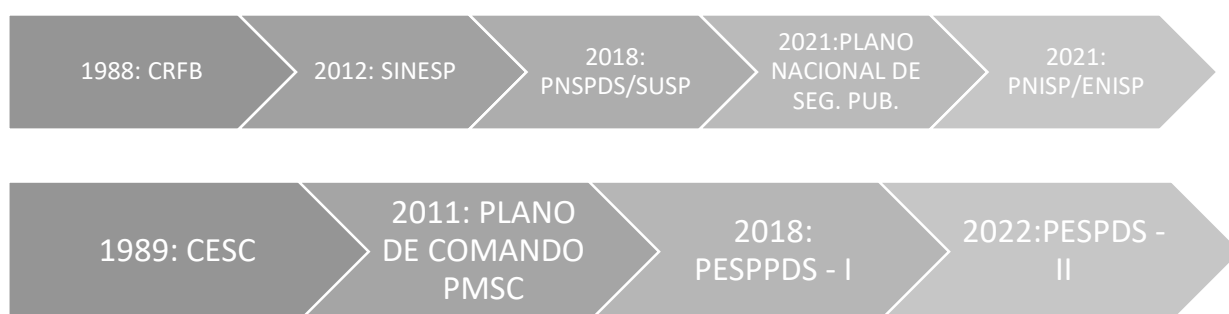 1988: CRFB
2012: SINESP
2018:
PNSPDS/SUSP
2021:PLANO
NACIONAL DE
SEG. PUB.
2021:
PNISP/ENISP
1989: CESC
2011: PLANO
DE COMANDO
PMSC
2018:
PESPPDS - I
2022:PESPDS -
II